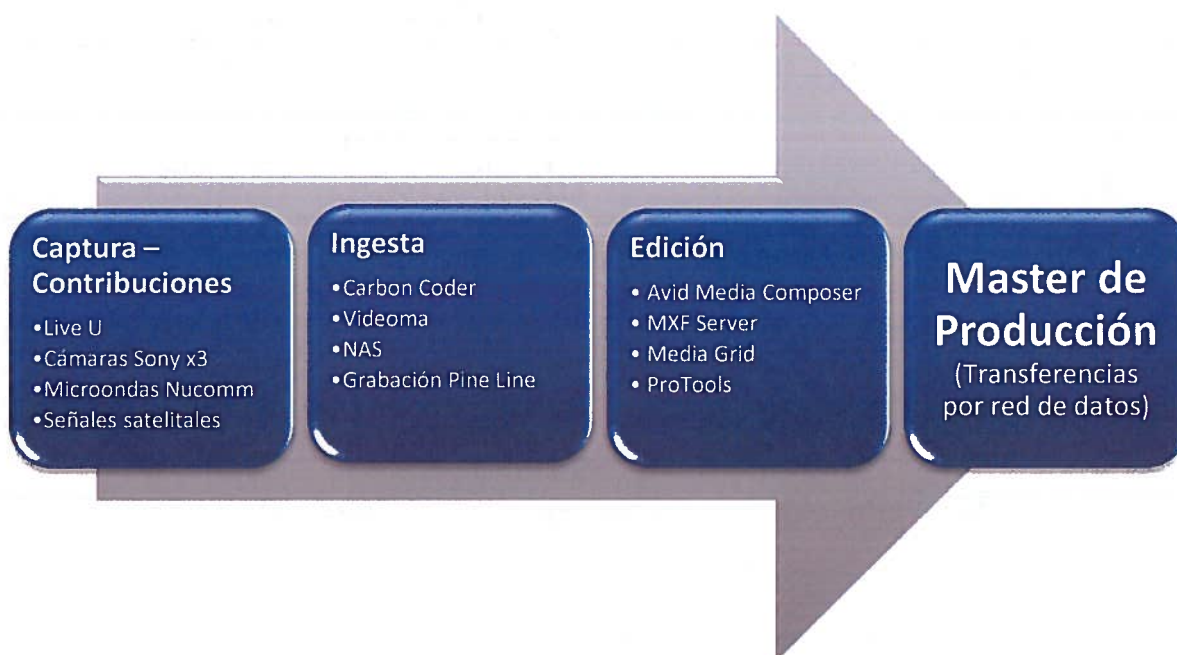 Captura –
Contribuciones
•Live U
•Cámaras Sony x3
•Microondas Nucomm
•Señales satelitales
Ingesta
•Carbon Coder
•Videoma
•NAS
•Grabación Pine Line
Edición
• Avid Media Composer
• MXF Server
• Media Grid
• ProTools
Master de
Producción
(Transferencias
por red de datos)